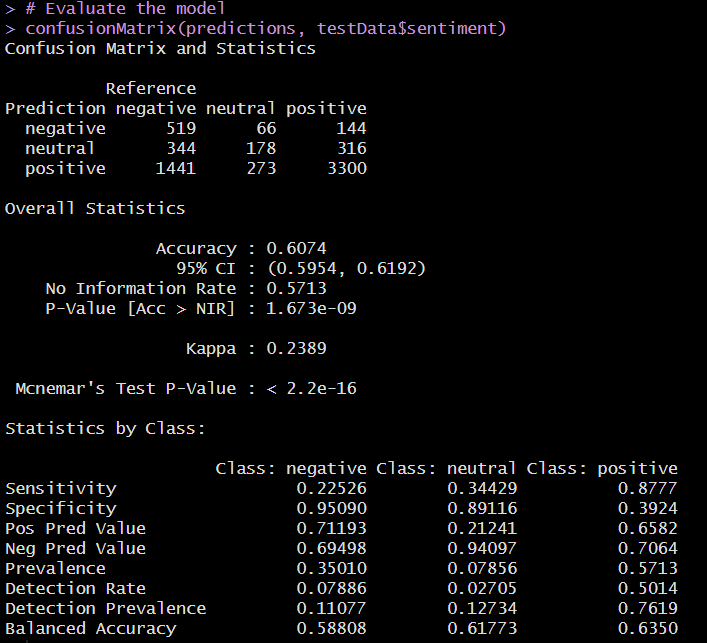 > # Evaluate the model
> confusionMatrix(predictions, testData$sentiment)
Confusion Matrix and Statistics
Reference
Prediction negative neutral positive
negative 519 66 144
neutral 344 178 316
positive 1441 273 3300
Overall Statistics
Accuracy : 0.6074
95% CI : (0.5954, 0.6192)
No Information Rate : 0.5713
P-Value [Acc > NIR] : 1.673e-09
Kappa : 0.2389
Mcnemar's Test P-Value : < 2.2e-16
Statistics by Class:
Class: negative Class: neutral Class: positive
Sensitivity 0.22526 0.34429 0.8777
Specificity 0.95090 0.89116 0.3924
Pos Pred Value 0.71193 0.21241 0.6582
Neg Pred Value 0.69498 0.94097 0.7064
Prevalence 0.35010 0.07856 0.5713
Detection Rate 0.07886 0.02705 0.5014
Detection Prevalence 0.11077 0.12734 0.7619
Balanced Accuracy 0.58808 0.61773 0.6350